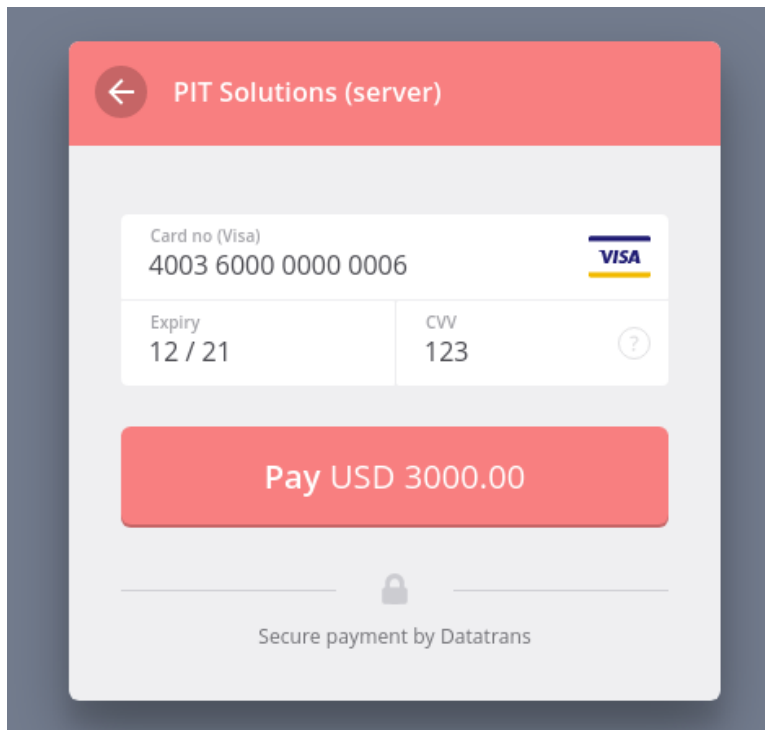 PIT Solutions (server)
Card no (Visa)
4003 6000 0000 0006
VISA
Expiry
12 / 21
CVV
123
?
Pay USD 3000.00
Secure payment by Datatrans